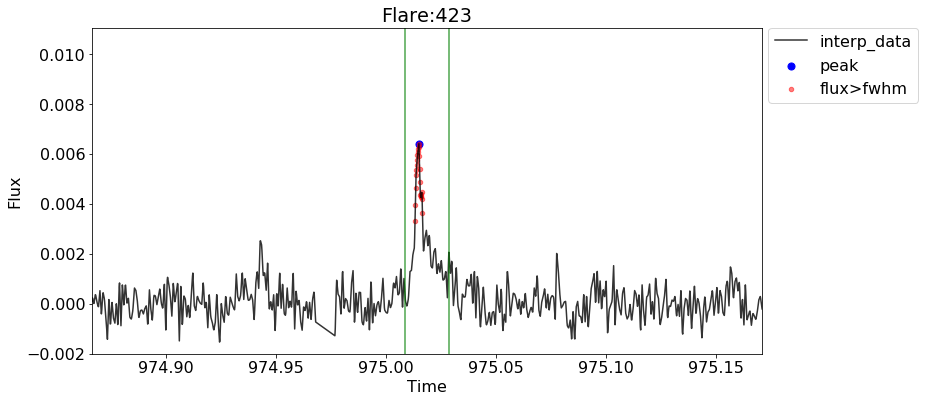 Flare:423
interp_data
peak
flux>fwhm
Flux
0.010
0.008
0.006
0.004
0.002
0.000
−0.002
974.90
974.95
975.00
975.05
975.10
975.15
Time